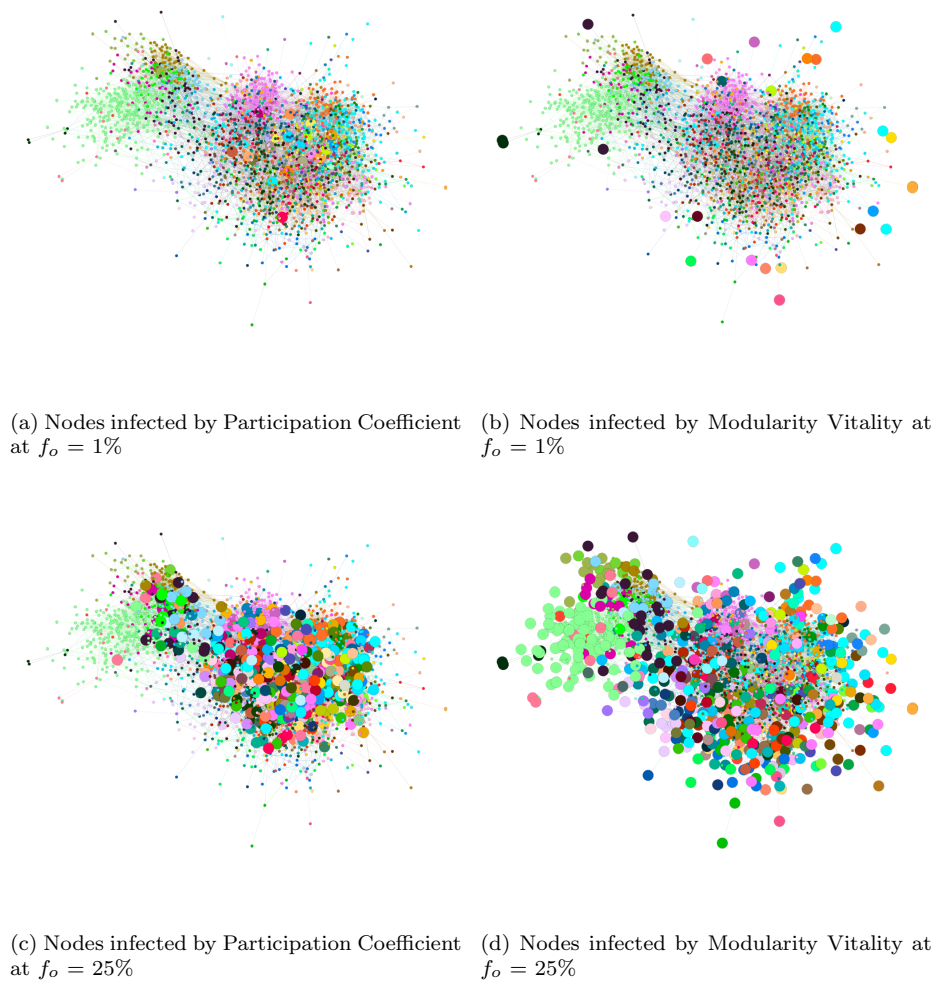 (a) Nodes infected by Participation Coefficient
at f_o = 1%
(b) Nodes infected by Modularity Vitality at
f_o = 1%
(c) Nodes infected by Participation Coefficient
at f_o = 25%
(d) Nodes infected by Modularity Vitality at
f_o = 25%